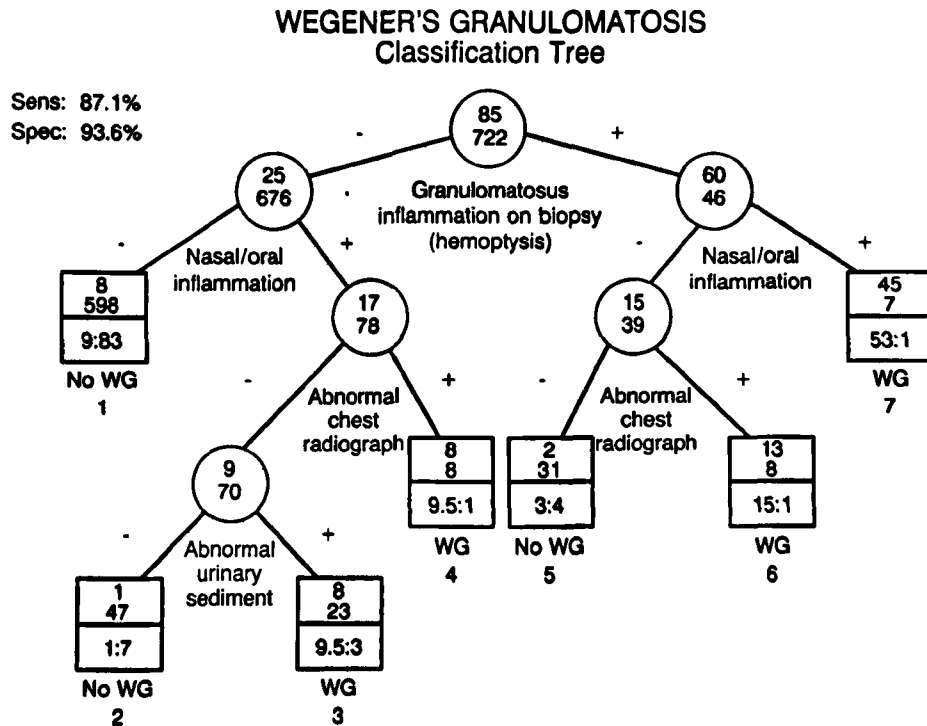 WEGENER'S GRANULOMATOSIS
Classification Tree
Sens: 87.1%
Spec: 93.6%
85
722
-
+
25
676
Granulomatosus
inflammation on biopsy
(hemoptysis)
60
46
-
+
Nasal/oral
inflammation
-
+
Nasal/oral
inflammation
8
598
9:83
No WG
1
17
78
15
39
45
7
53:1
WG
7
-
+
Abnormal
chest
radiograph
-
+
Abnormal
chest
radiograph
9
70
8
8
9.5:1
WG
4
2
31
3:4
No WG
5
13
8
15:1
WG
6
-
+
Abnormal
urinary
sediment
1
47
1:7
No WG
2
8
23
9.5:3
WG
3